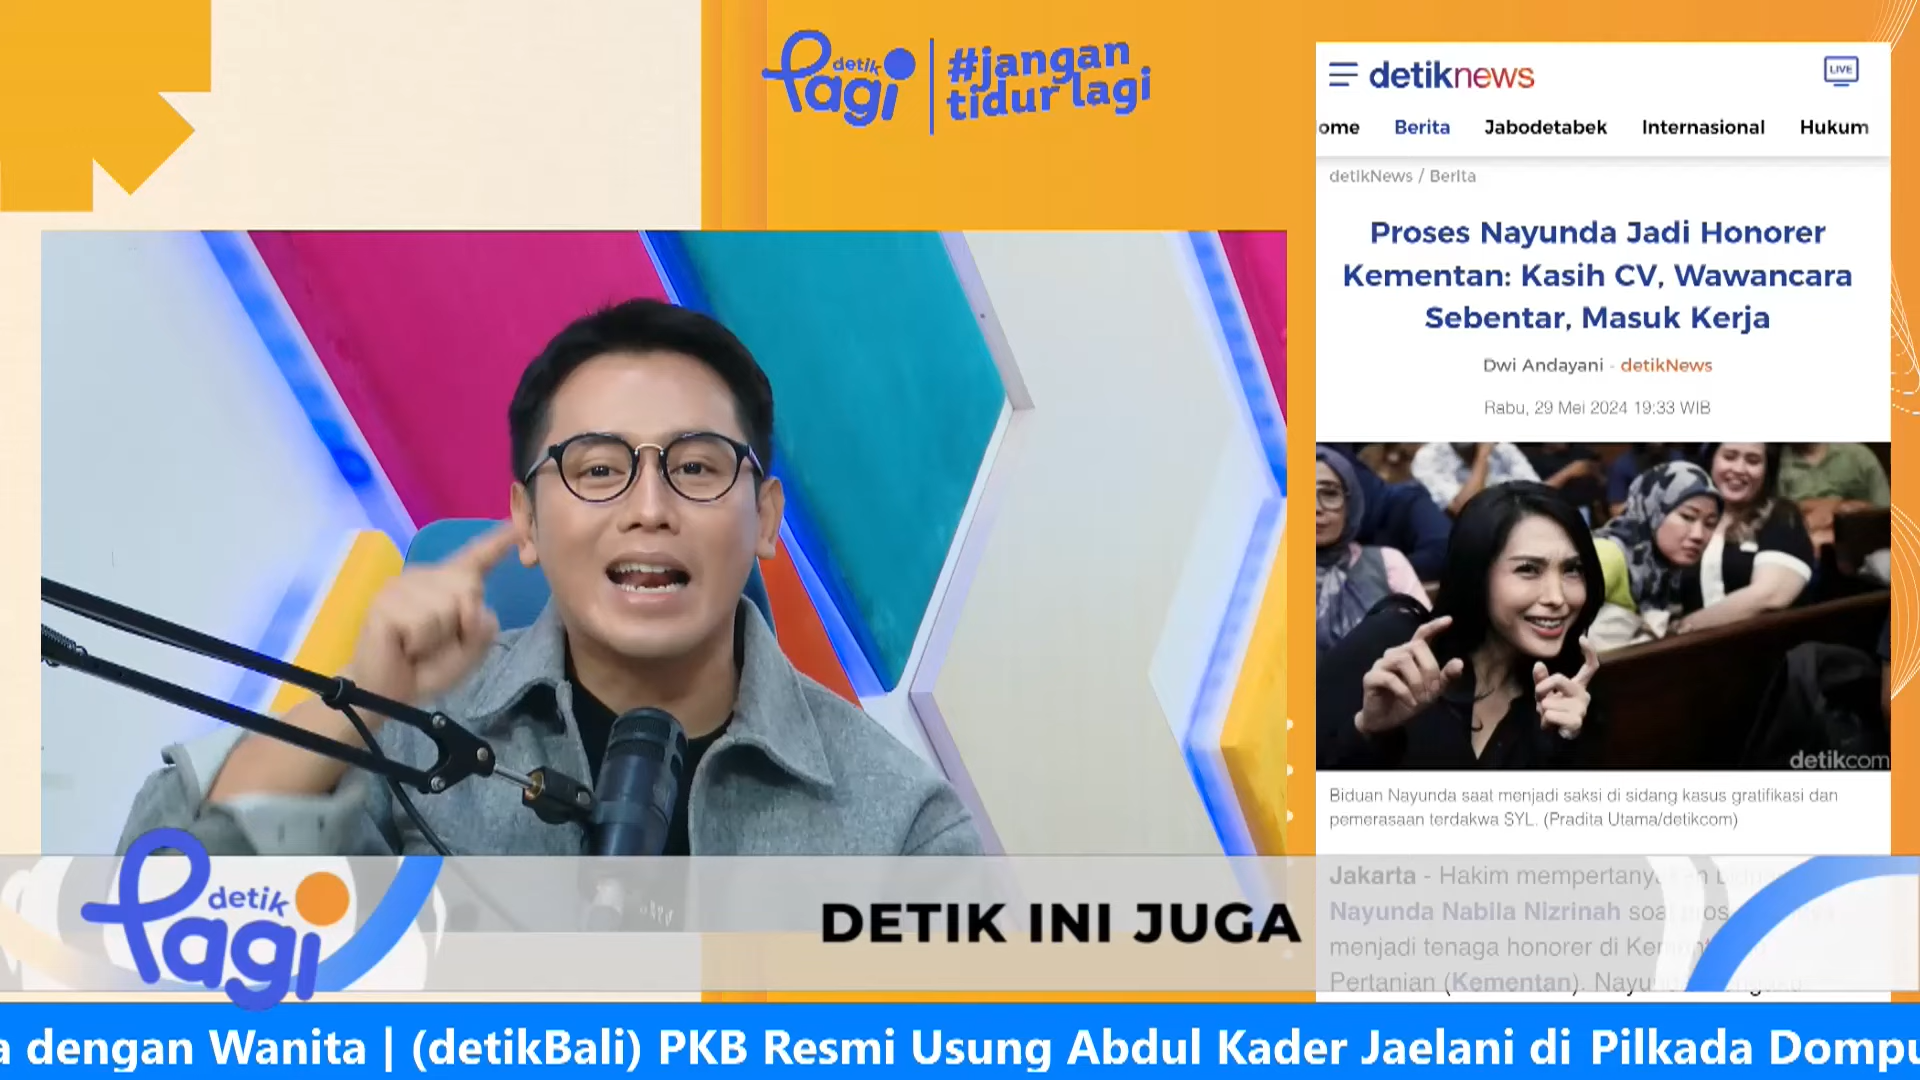 detik
Pagi
#jangan
tidur lagi
detiknews
LIVE
ome Berita Jabodetabek Internasional Hukum
detikNews / Berita
Proses Nayunda Jadi Honorer
Kementan: Kasih CV, Wawancara
Sebentar, Masuk Kerja
Dwi Andayani - detikNews
Rabu, 29 Mei 2024 19:33 WIB
detikcom
Biduan Nayunda saat menjadi saksi di sidang kasus gratifikasi dan
pemerasaan terdakwa SYL. (Pradita Utama/detikcom)
Jakarta - Hakim
Nayunda Nabila Nizrinah
menjadi tenaga honorer di
Pertanian (Kementan).
detik
Pagi
DETIK INI JUGA
a dengan Wanita | (detikBali) PKB Resmi Usung Abdul Kader Jaelani di Pilkada Dompu